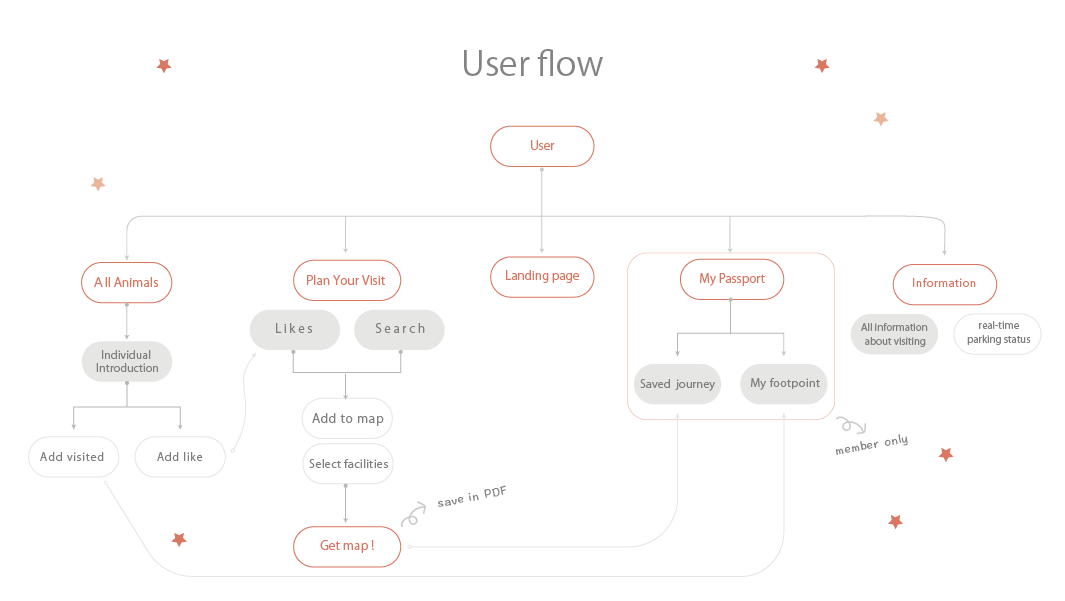 User flow
User
All Animals
Plan Your Visit
Landing page
My Passport
Information
Likes
Search
All information
about visiting
real-time
parking status
Individual
Introduction
Saved journey
My footpoint
Add to map
Add visited
Add like
Select facilities
member only
save in PDF
Get map !